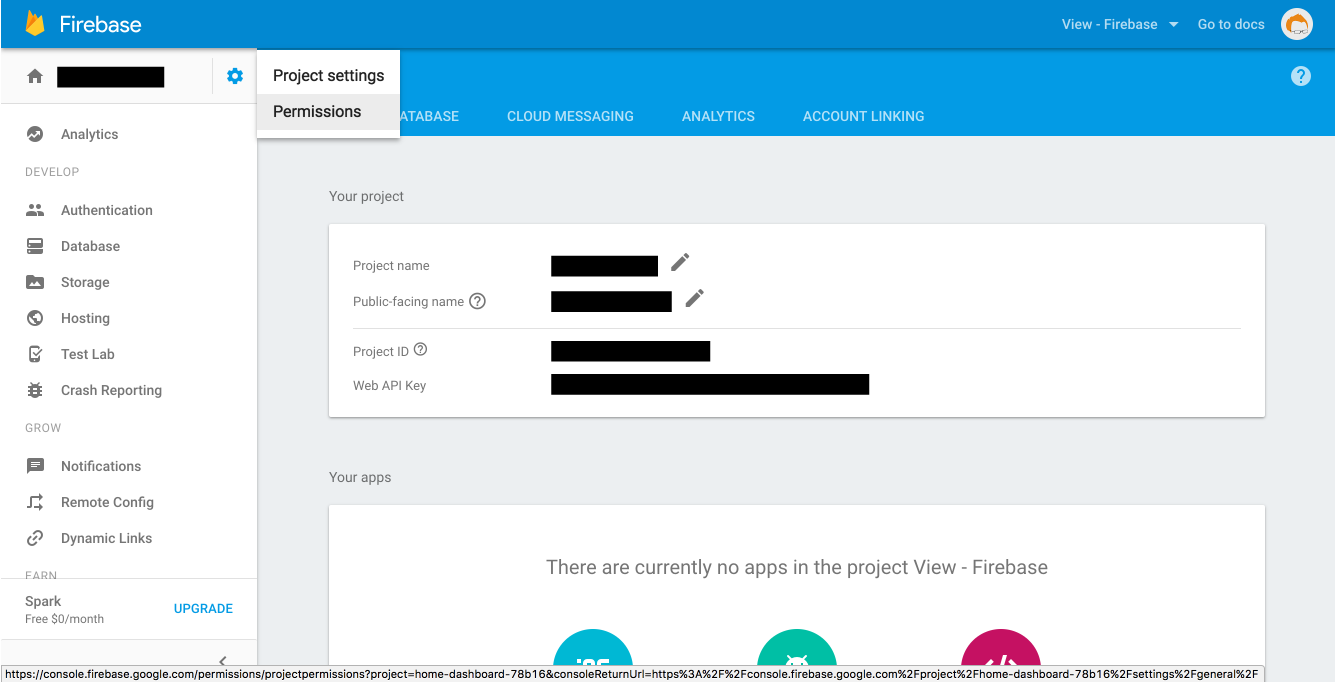 Firebase
View - Firebase
Go to docs
Project settings
Permissions
ATABASE
CLOUD MESSAGING
ANALYTICS
ACCOUNT LINKING
Analytics
DEVELOP
Authentication
Database
Storage
Hosting
Test Lab
Crash Reporting
GROW
Notifications
Remote Config
Dynamic Links
EARN
Spark
Free $0/month
UPGRADE
Your project
Project name
Public-facing name
Project ID
Web API Key
Your apps
There are currently no apps in the project View - Firebase
iOS
</>
https://console.firebase.google.com/permissions/projectpermissions?project=home-dashboard-78b16&consoleReturnUrl=https%3A%2F%2Fconsole.firebase.google.com%2Fproject%2Fhome-dashboard-78b16%2Fsettings%2Fgeneral%2F